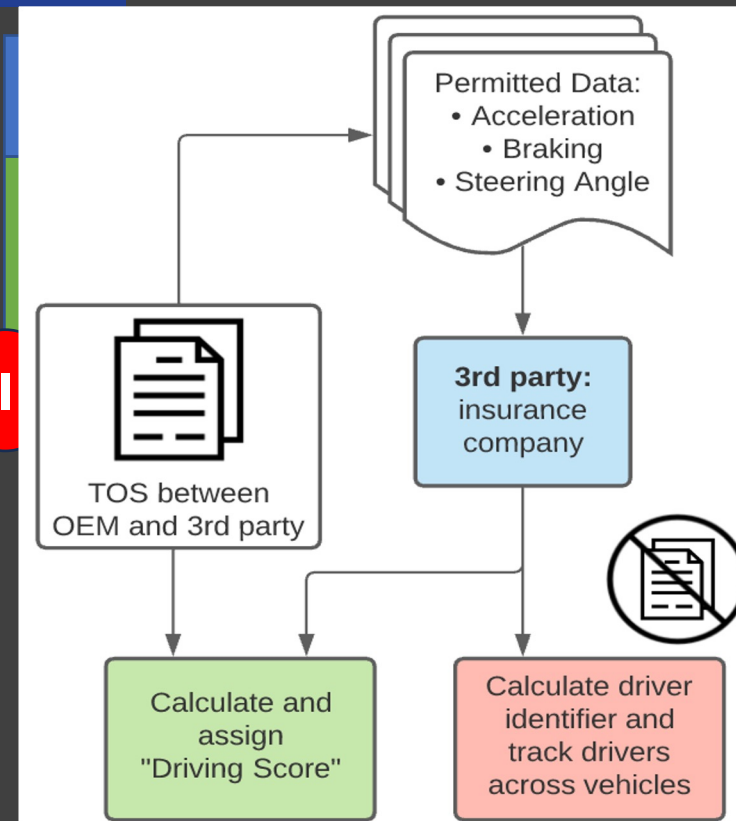 Permitted Data:
• Acceleration
• Braking
• Steering Angle
TOS between
OEM and 3rd party
3rd party:
insurance
company
Calculate and
assign
"Driving Score"
Calculate driver
identifier and
track drivers
across vehicles